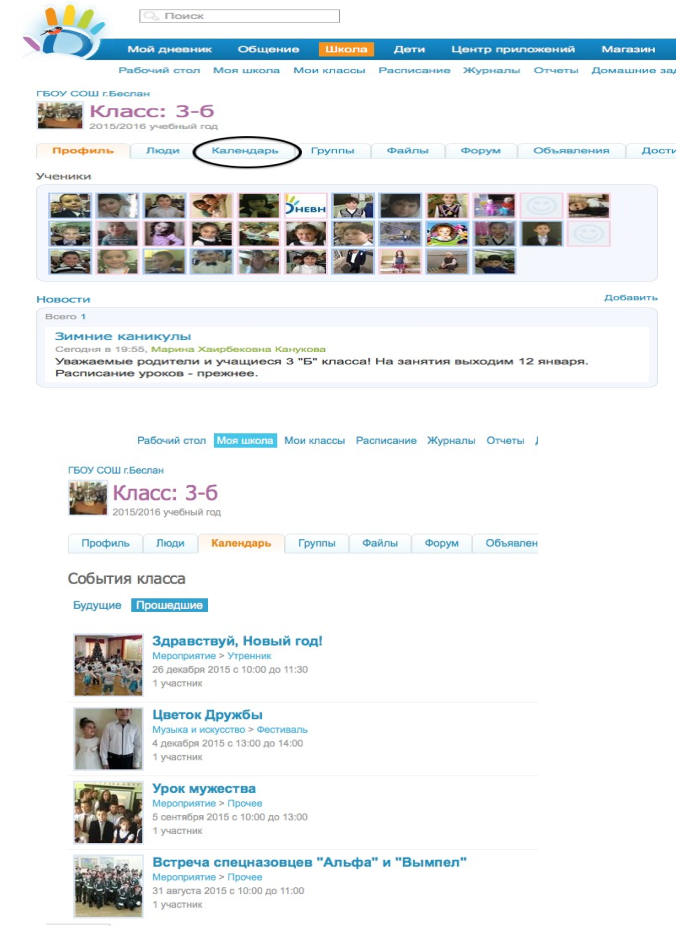 Поиск
Мой дневник Общение Школа Дети Центр приложений Магазин
Рабочий стол Моя школа Мои классы Расписание Журналы Отчеты Домашние зад
ГБОУ СОШ г.Беслан
Класс: 3-б
2015/2016 учебный год
Профиль Люди Календарь Группы Файлы Форум Объявления Дости
Ученики
ДНЕВН
Новости Добавить
Всего 1
Зимние каникулы
Сегодня в 19:55, Марина Хаирбековна Канукова
Уважаемые родители и учащиеся 3 "Б" класса! На занятия выходим 12 января.
Расписание уроков - прежнее.
Рабочий стол Моя школа Мои классы Расписание Журналы Отчеты
ГБОУ СОШ г.Беслан
Класс: 3-б
2015/2016 учебный год
Профиль Люди Календарь Группы Файлы Форум Объявлен
События класса
Будущие Прошедшие
Здравствуй, Новый год!
Мероприятие > Утренник
26 декабря 2015 с 10:00 до 11:30
1 участник
Цветок Дружбы
Музыка и искусство > Фестиваль
4 декабря 2015 с 13:00 до 14:00
1 участник
Урок мужества
Мероприятие > Прочее
5 сентября 2015 с 10:00 до 13:00
1 участник
Встреча спецназовцев "Альфа" и "Вымпел"
Мероприятие > Прочее
31 августа 2015 с 10:00 до 11:00
1 участник